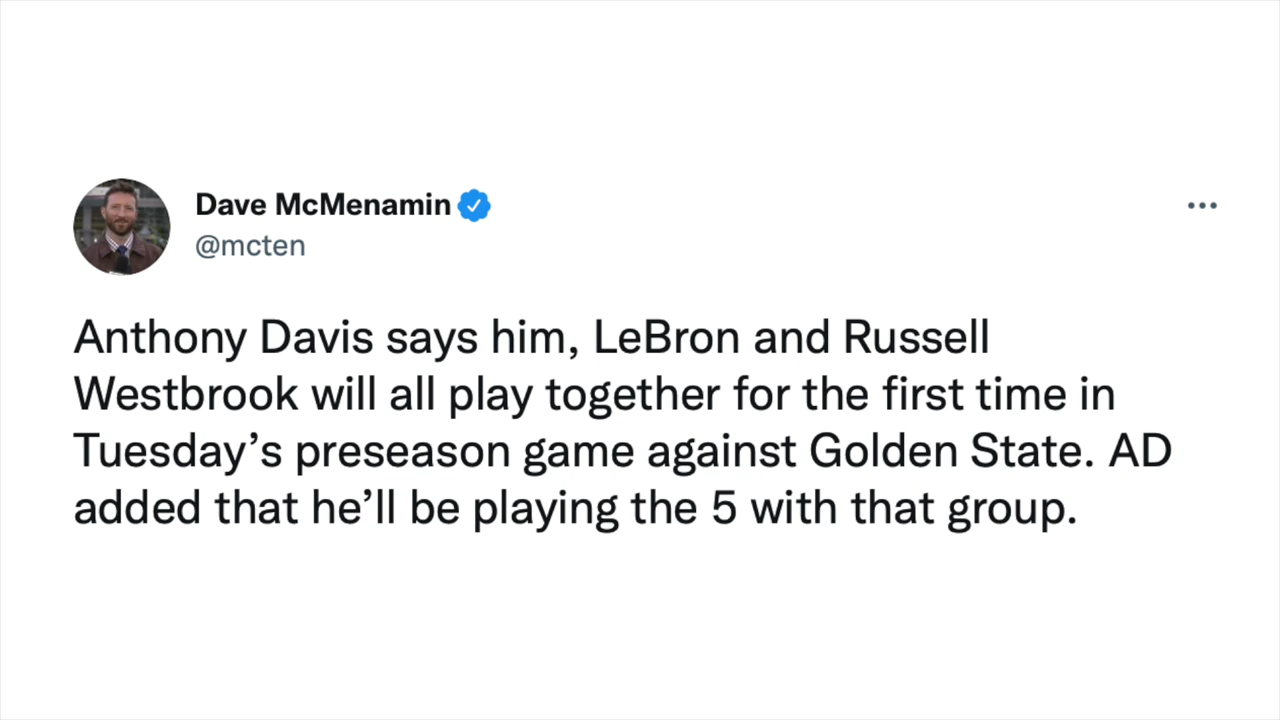 Dave McMenamin
@mcten
Anthony Davis says him, LeBron and Russell
Westbrook will all play together for the first time in
Tuesday’s preseason game against Golden State. AD
added that he’ll be playing the 5 with that group.